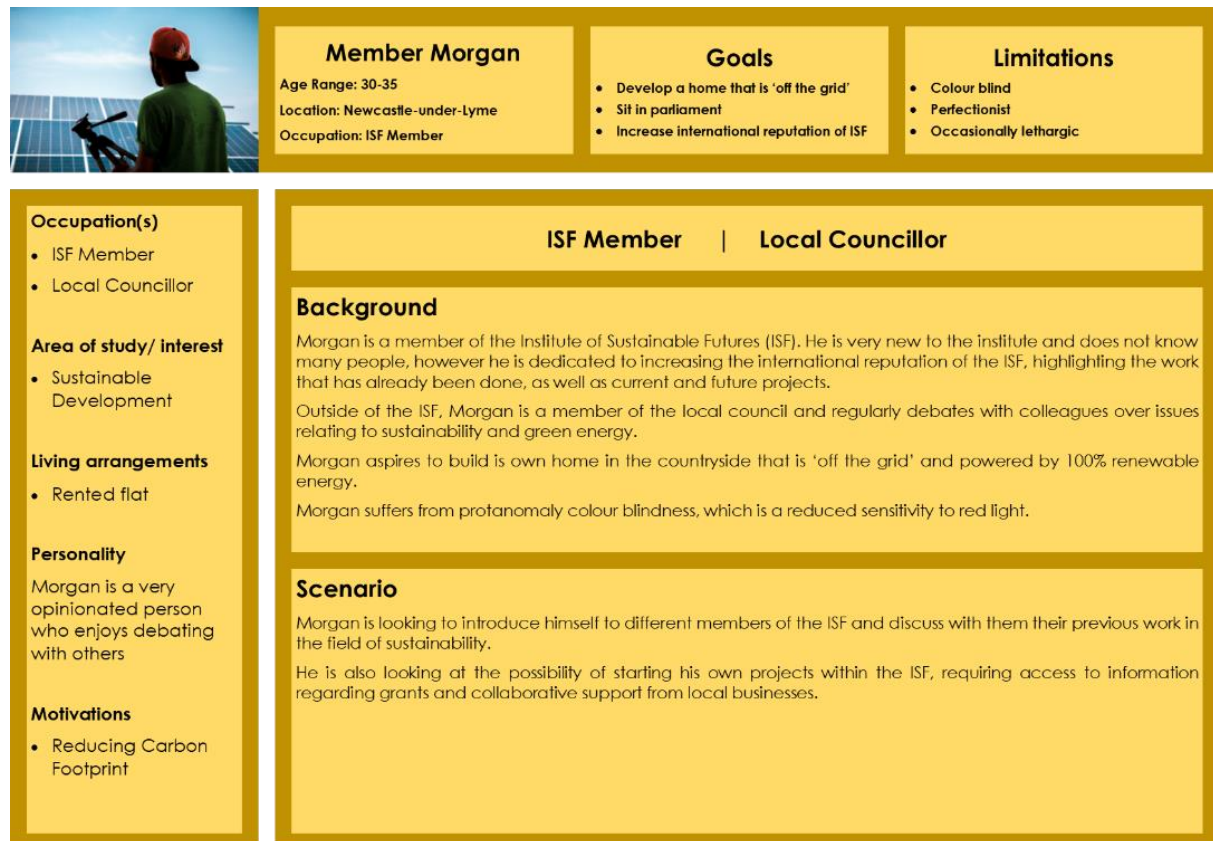 Member Morgan
Age Range: 30-35
Location: Newcastle-under-Lyme
Occupation: ISF Member
Goals
• Develop a home that is ‘off the grid’
• Sit in parliament
• Increase international reputation of ISF
Limitations
• Colour blind
• Perfectionist
• Occasionally lethargic
Occupation(s)
• ISF Member
• Local Councillor
Area of study/ interest
• Sustainable
Development
Living arrangements
• Rented flat
Personality
Morgan is a very
opinionated person
who enjoys debating
with others
Motivations
• Reducing Carbon
Footprint
ISF Member | Local Councillor
Background
Morgan is a member of the Institute of Sustainable Futures (ISF). He is very new to the institute and does not know
many people, however he is dedicated to increasing the international reputation of the ISF, highlighting the work
that has already been done, as well as current and future projects.
Outside of the ISF, Morgan is a member of the local council and regularly debates with colleagues over issues
relating to sustainability and green energy.
Morgan aspires to build is own home in the countryside that is ‘off the grid’ and powered by 100% renewable
energy.
Morgan suffers from protanomaly colour blindness, which is a reduced sensitivity to red light.
Scenario
Morgan is looking to introduce himself to different members of the ISF and discuss with them their previous work in
the field of sustainability.
He is also looking at the possibility of starting his own projects within the ISF, requiring access to information
regarding grants and collaborative support from local businesses.